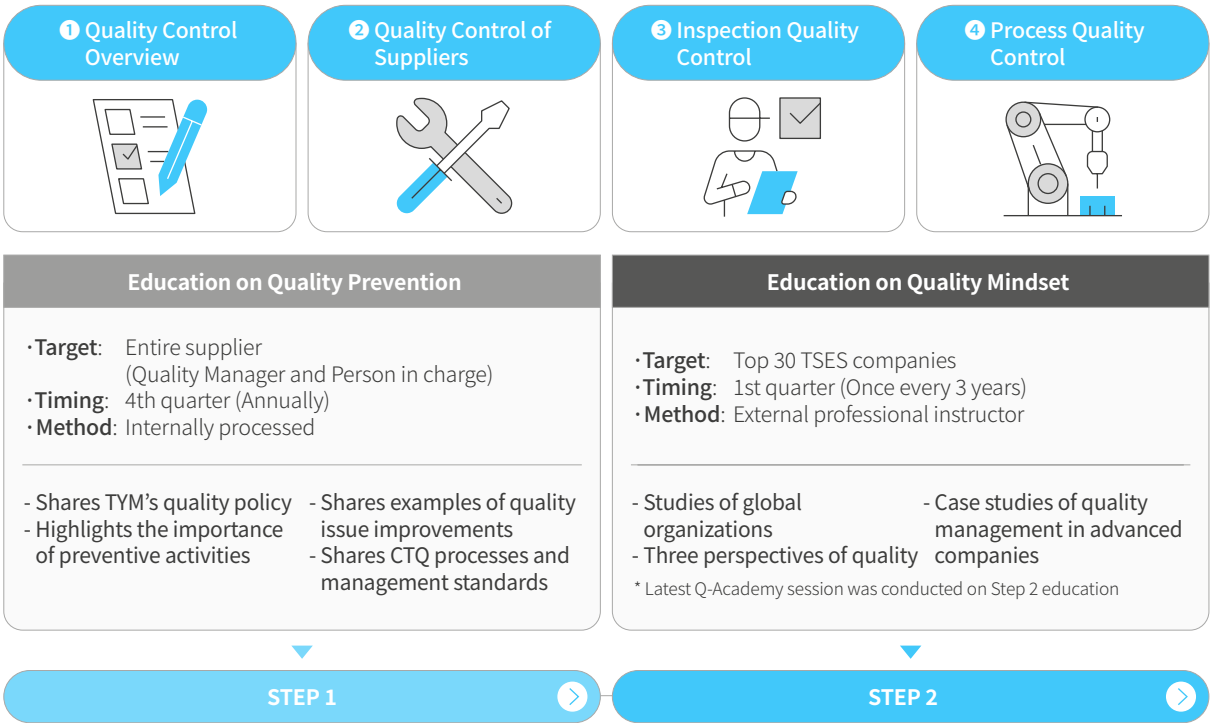 ❶ Quality Control
Overview
❷ Quality Control of
Suppliers
❸ Inspection Quality
Control
❹ Process Quality
Control
Education on Quality Prevention
·Target: Entire supplier
(Quality Manager and Person in charge)
·Timing: 4th quarter (Annually)
·Method: Internally processed
- Shares TYM’s quality policy
- Highlights the importance
of preventive activities
- Shares examples of quality
issue improvements
- Shares CTQ processes and
management standards
Education on Quality Mindset
·Target: Top 30 TSES companies
·Timing: 1st quarter (Once every 3 years)
·Method: External professional instructor
- Studies of global
organizations
- Three perspectives of quality
- Case studies of quality
management in advanced
companies
* Latest Q-Academy session was conducted on Step 2 education
STEP 1
STEP 2